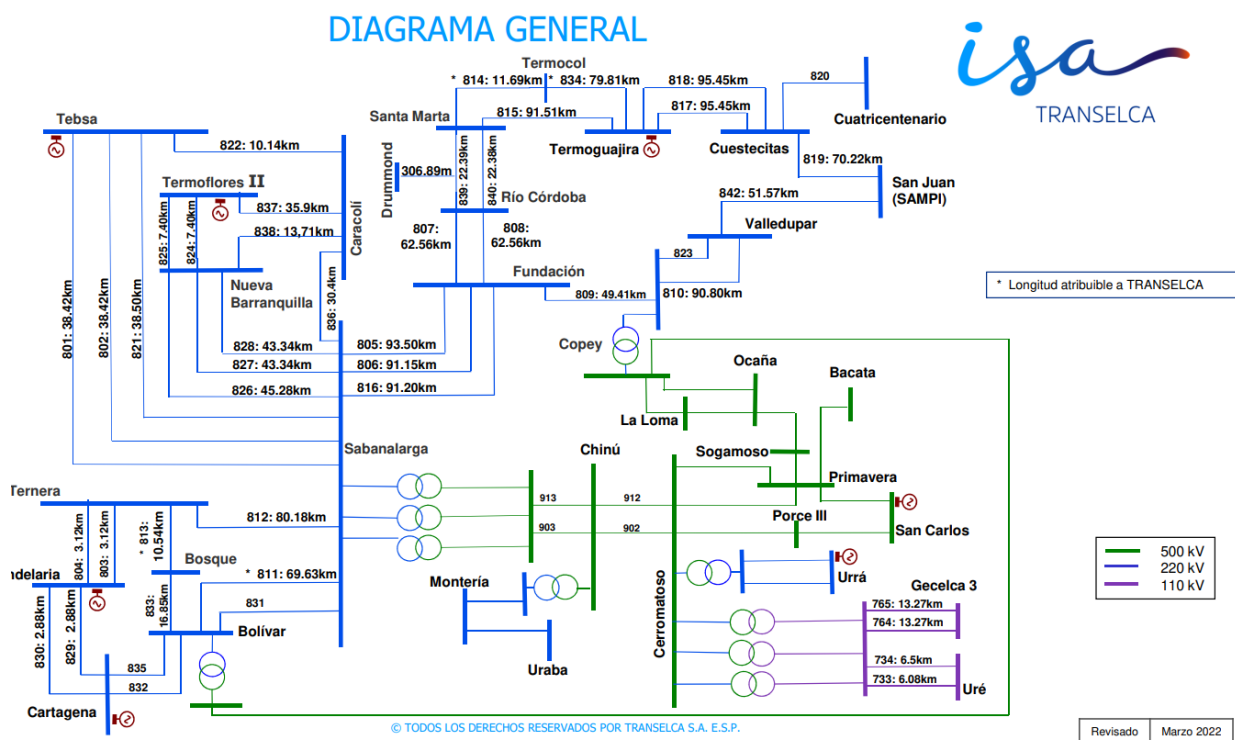 DIAGRAMA GENERAL
isa
TRANSELCA
Termocol
* 814: 11.69km
* 834: 79.81km
818: 95.45km
820
Tebsa
Santa Marta
815: 91.51km
817: 95.45km
Cuatricentenario
822: 10.14km
Termoguajira
Cuestecitas
819: 70.22km
Drummond
306.89m
839: 22.39km
840: 22.38km
Termoflores II
Río Córdoba
842: 51.57km
San Juan
(SAMPI)
837: 35.9km
825: 7.40km
824: 7.40km
838: 13,71km
Caracolí
807:
62.56km
808:
62.56km
Valledupar
823
Nueva
Barranquilla
Fundación
809: 49.41km
810: 90.80km
* Longitud atribuible a TRANSELCA
801: 38.42km
802: 38.42km
821: 38.50km
836: 30.4km
828: 43.34km
805: 93.50km
Copey
827: 43.34km
806: 91.15km
Ocaña
Bacata
826: 45.28km
816: 91.20km
La Loma
Sabanalarga
Chinú
Sogamoso
Primavera
Ternera
913
912
812: 80.18km
Porce III
903
902
San Carlos
804: 3.12km
803: 3.12km
* 813:
10.54km
Bosque
500 kV
220 kV
110 kV
ndelaria
* 811: 69.63km
Montería
Urrá
Gecelca 3
830: 2.88km
829: 2.88km
833:
16.85km
831
765: 13.27km
764: 13.27km
Bolívar
Cerromatoso
835
Uraba
734: 6.5km
832
733: 6.08km
Uré
Cartagena
© TODOS LOS DERECHOS RESERVADOS POR TRANSELCA S.A. E.S.P.
Revisado Marzo 2022